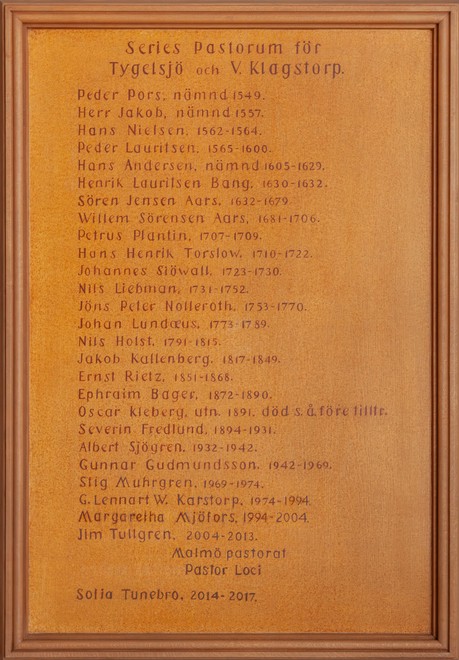 Series Pastorum för
Tygelsjö och V. Klagstorp.
Peder Pors, nämnd 1549.
Herr Jakob, nämnd 1557.
Hans Nielsen, 1562-1564.
Peder Lauritsen, 1565-1600.
Hans Andersen, nämnd 1605-1629.
Henrik Lauritsen Bang, 1630-1632.
Sören Jensen Aars, 1632-1679.
Willem Sörensen Aars, 1681-1706.
Petrus Plantin, 1707-1709.
Hans Henrik Torslow, 1710-1722.
Johannes Siöwall, 1723-1730.
Nils Liebman, 1731-1752.
Jöns Peter Nolleroth, 1753-1770.
Johan Lundæus, 1773-1789.
Nils Holst, 1791-1815.
Jakob Kallenberg, 1817-1849.
Ernst Rietz, 1851-1868.
Ephraim Bager, 1872-1890.
Oscar Kleberg, utn. 1891, död s. å. före tilltr.
Severin Fredlund, 1894-1931.
Albert Sjögren, 1932-1942.
Gunnar Gudmundsson, 1942-1969.
Stig Muhrgren, 1969-1974.
G. Lennart W. Karstorp, 1974-1994.
Margaretha Mjöfors, 1994-2004.
Jim Tullgren, 2004-2013.
Malmö pastorat
Pastor Loci
Sofia Tunebro, 2014-2017.